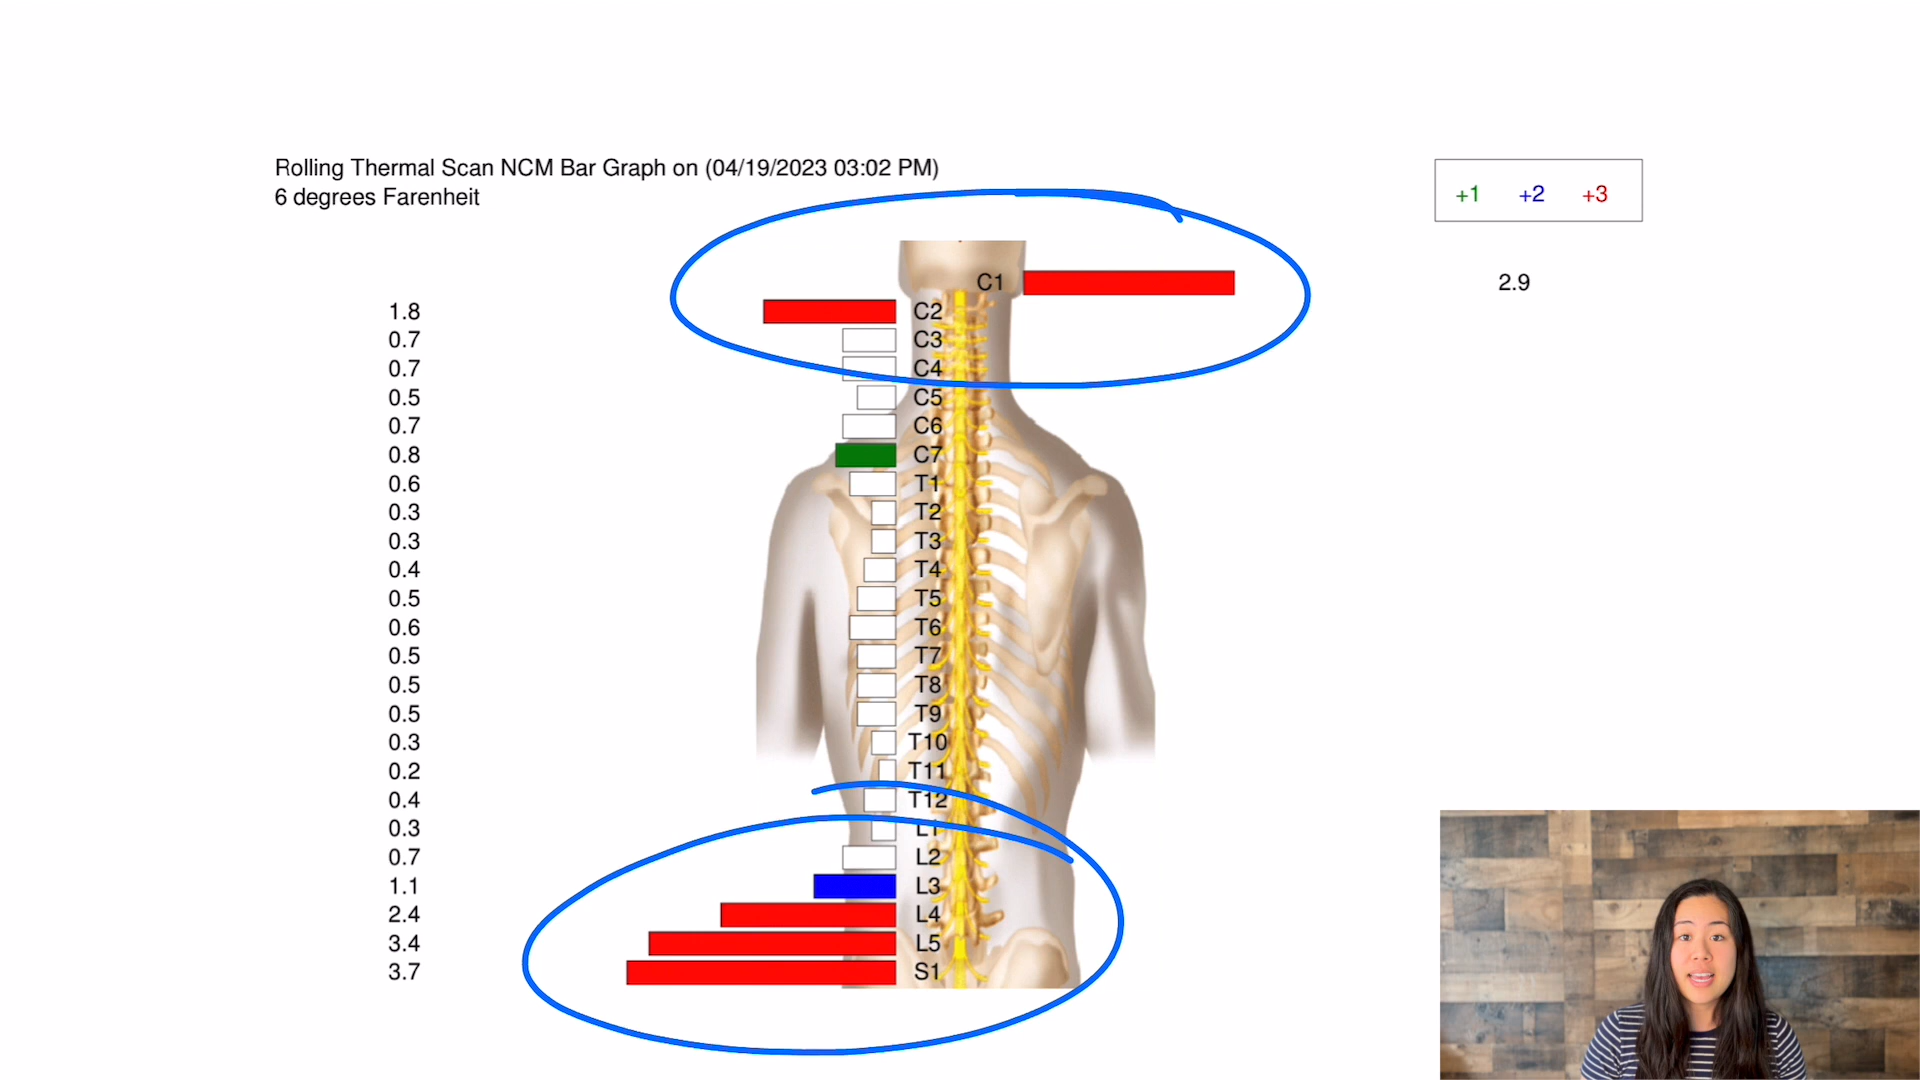 Rolling Thermal Scan NCM Bar Graph on (04/19/2023 03:02 PM)
6 degrees Farenheit
+1 +2 +3
C1 2.9
1.8 C2
0.7 C3
0.7 C4
0.5 C5
0.7 C6
0.8 C7
0.6 T1
0.3 T2
0.3 T3
0.4 T4
0.5 T5
0.6 T6
0.5 T7
0.5 T8
0.5 T9
0.3 T10
0.2 T11
0.4 T12
0.3 L1
0.7 L2
1.1 L3
2.4 L4
3.4 L5
3.7 S1